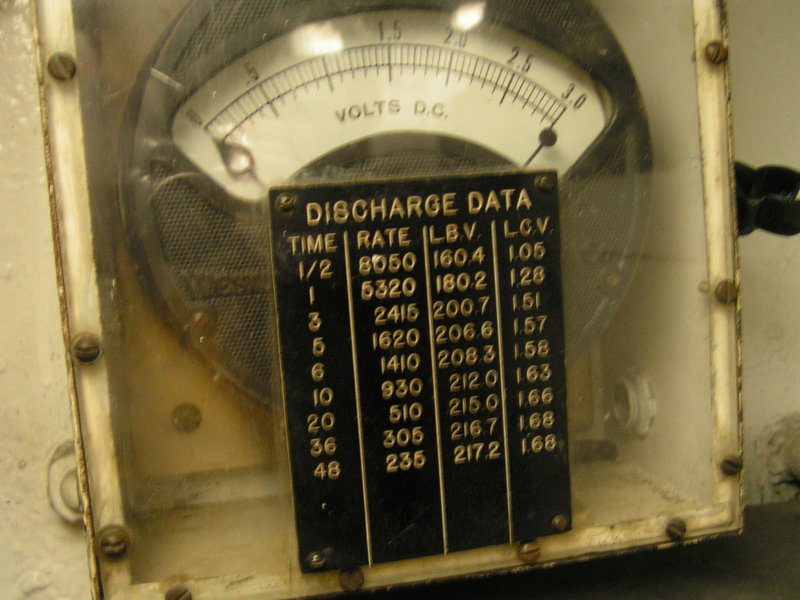 0 .5 1.5 2.0 2.5 3.0
VOLTS D.C.
DISCHARGE DATA
TIME RATE L.B.V. L.C.V.
1/2 8050 160.4 1.05
1 5320 180.2 1.28
3 2415 200.7 1.51
5 1620 206.6 1.57
6 1410 208.3 1.58
10 930 212.0 1.63
20 510 215.0 1.66
36 305 216.7 1.68
48 235 217.2 1.68